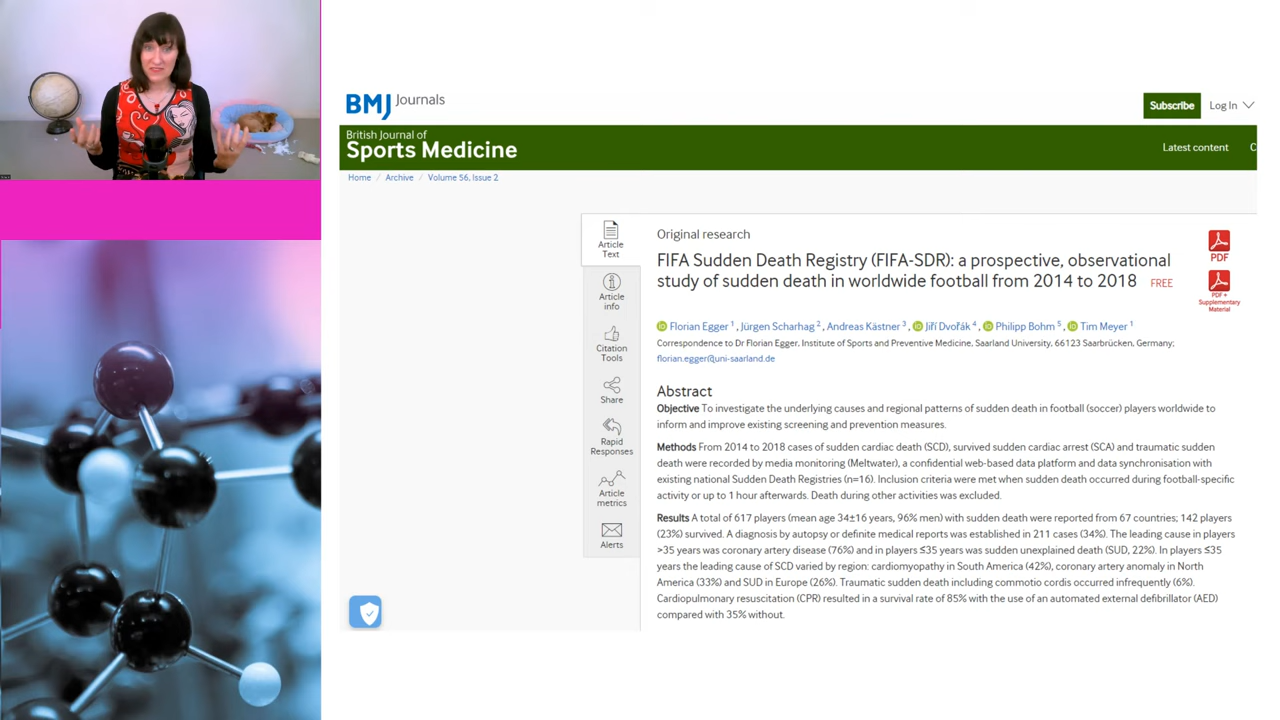 BMJ Journals
Subscribe
Log In
British Journal of
Sports Medicine
Latest content
C
Home / Archive / Volume 56, Issue 2
Article
Text
Article
info
Citation
Tools
Share
Rapid
Responses
Article
metrics
Alerts
Original research
FIFA Sudden Death Registry (FIFA-SDR): a prospective, observational
study of sudden death in worldwide football from 2014 to 2018 FREE
PDF
PDF +
Supplementary
Material
Florian Egger 1, Jürgen Scharhag 2, Andreas Kästner 3, Jiří Dvořák 4, Philipp Bohm 5, Tim Meyer 1
Correspondence to Dr Florian Egger, Institute of Sports and Preventive Medicine, Saarland University, 66123 Saarbrücken, Germany;
florian.egger@uni-saarland.de
Abstract
Objective To investigate the underlying causes and regional patterns of sudden death in football (soccer) players worldwide to
inform and improve existing screening and prevention measures.
Methods From 2014 to 2018 cases of sudden cardiac death (SCD), survived sudden cardiac arrest (SCA) and traumatic sudden
death were recorded by media monitoring (Meltwater), a confidential web-based data platform and data synchronisation with
existing national Sudden Death Registries (n=16). Inclusion criteria were met when sudden death occurred during football-specific
activity or up to 1 hour afterwards. Death during other activities was excluded.
Results A total of 617 players (mean age 34±16 years, 96% men) with sudden death were reported from 67 countries; 142 players
(23%) survived. A diagnosis by autopsy or definite medical reports was established in 211 cases (34%). The leading cause in players
>35 years was coronary artery disease (76%) and in players ≤35 years was sudden unexplained death (SUD, 22%). In players ≤35
years the leading cause of SCD varied by region: cardiomyopathy in South America (42%), coronary artery anomaly in North
America (33%) and SUD in Europe (26%). Traumatic sudden death including commotio cordis occurred infrequently (6%).
Cardiopulmonary resuscitation (CPR) resulted in a survival rate of 85% with the use of an automated external defibrillator (AED)
compared with 35% without.